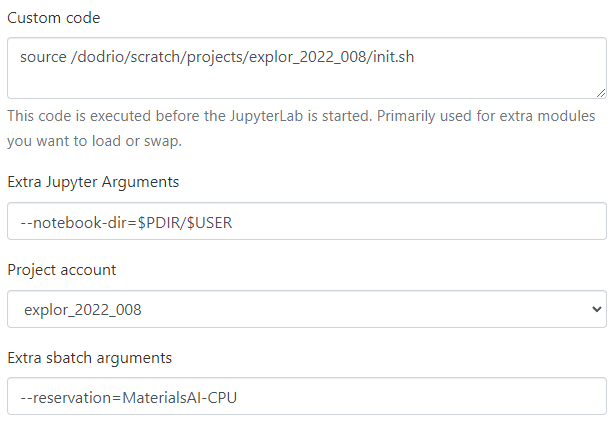 Custom code
source /dodrio/scratch/projects/explor_2022_008/init.sh
This code is executed before the JupyterLab is started. Primarily used for extra modules
you want to load or swap.
Extra Jupyter Arguments
--notebook-dir=$PDIR/$USER
Project account
explor_2022_008
Extra sbatch arguments
--reservation=MaterialsAI-CPU